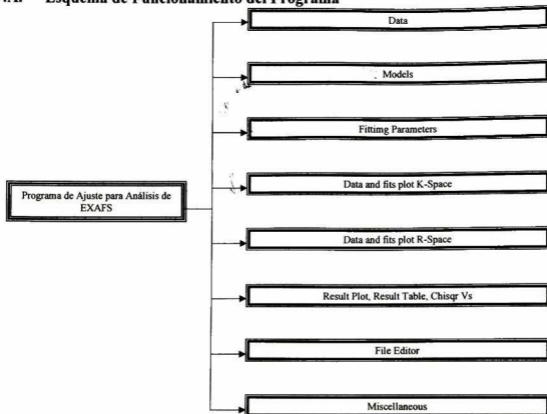 Esquema de Funcionamiento del Programa
Data
Models
Fittimg Parameters
Data and fits plot K-Space
Programa de Ajuste para Análisis de
EXAFS
Data and fits plot R-Space
Result Plot, Result Table, Chisqr Vs
File Editor
Miscellaneous